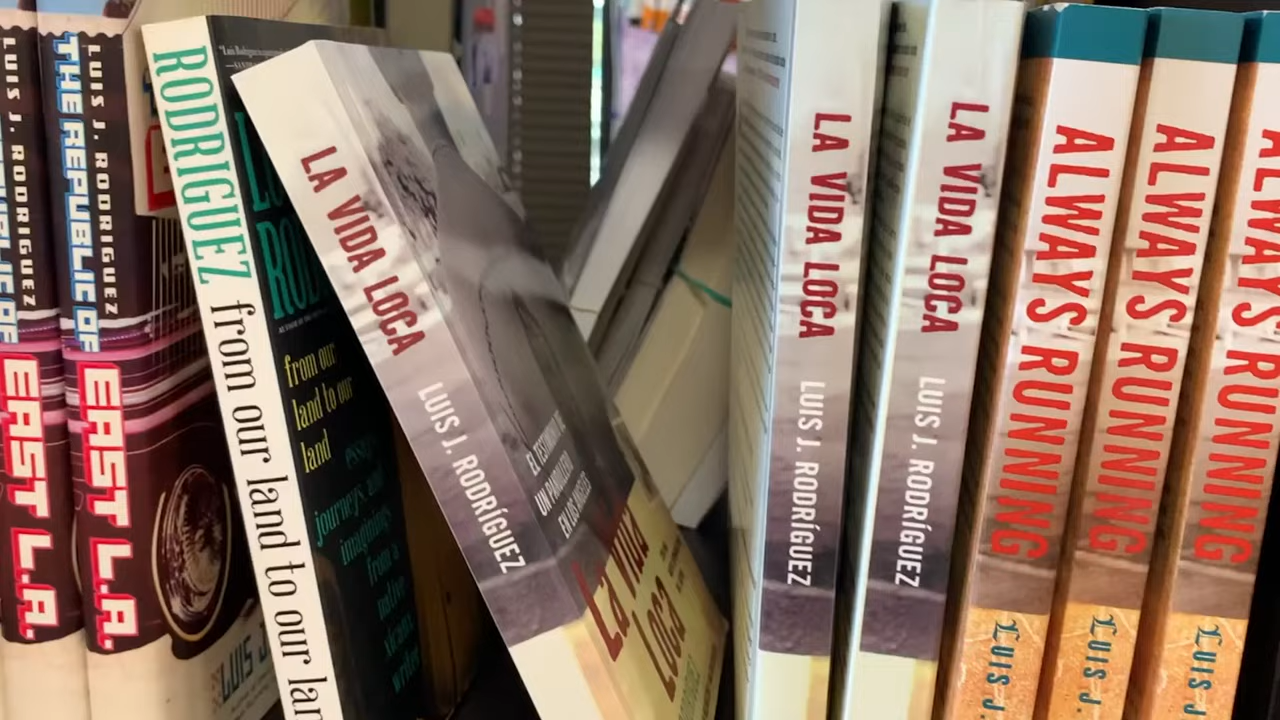 LUIS J. RODRIGUEZ
EAST L.A.
LUIS J. RODRIGUEZ
THE REPUBLIC OF
EAST L.A.
LUIS J
RODRIGUEZ from our land to our lan
from our
land to our
land
journeys and
imaginings
from a
native
xicanx
writer
LA VIDA LOCA LUIS J. RODRÍGUEZ
EL TESTIMONIO DE
UN PANDILLERO
EN LOS ANGELES
La Vida
Loca
LA VIDA LOCA LUIS J. RODRÍGUEZ
LA VIDA LOCA LUIS J. RODRÍGUEZ
ALWAYS RUNNING LUIS J.
ALWAYS RUNNING LUIS J.
ALWAYS RUNNING LUIS J.